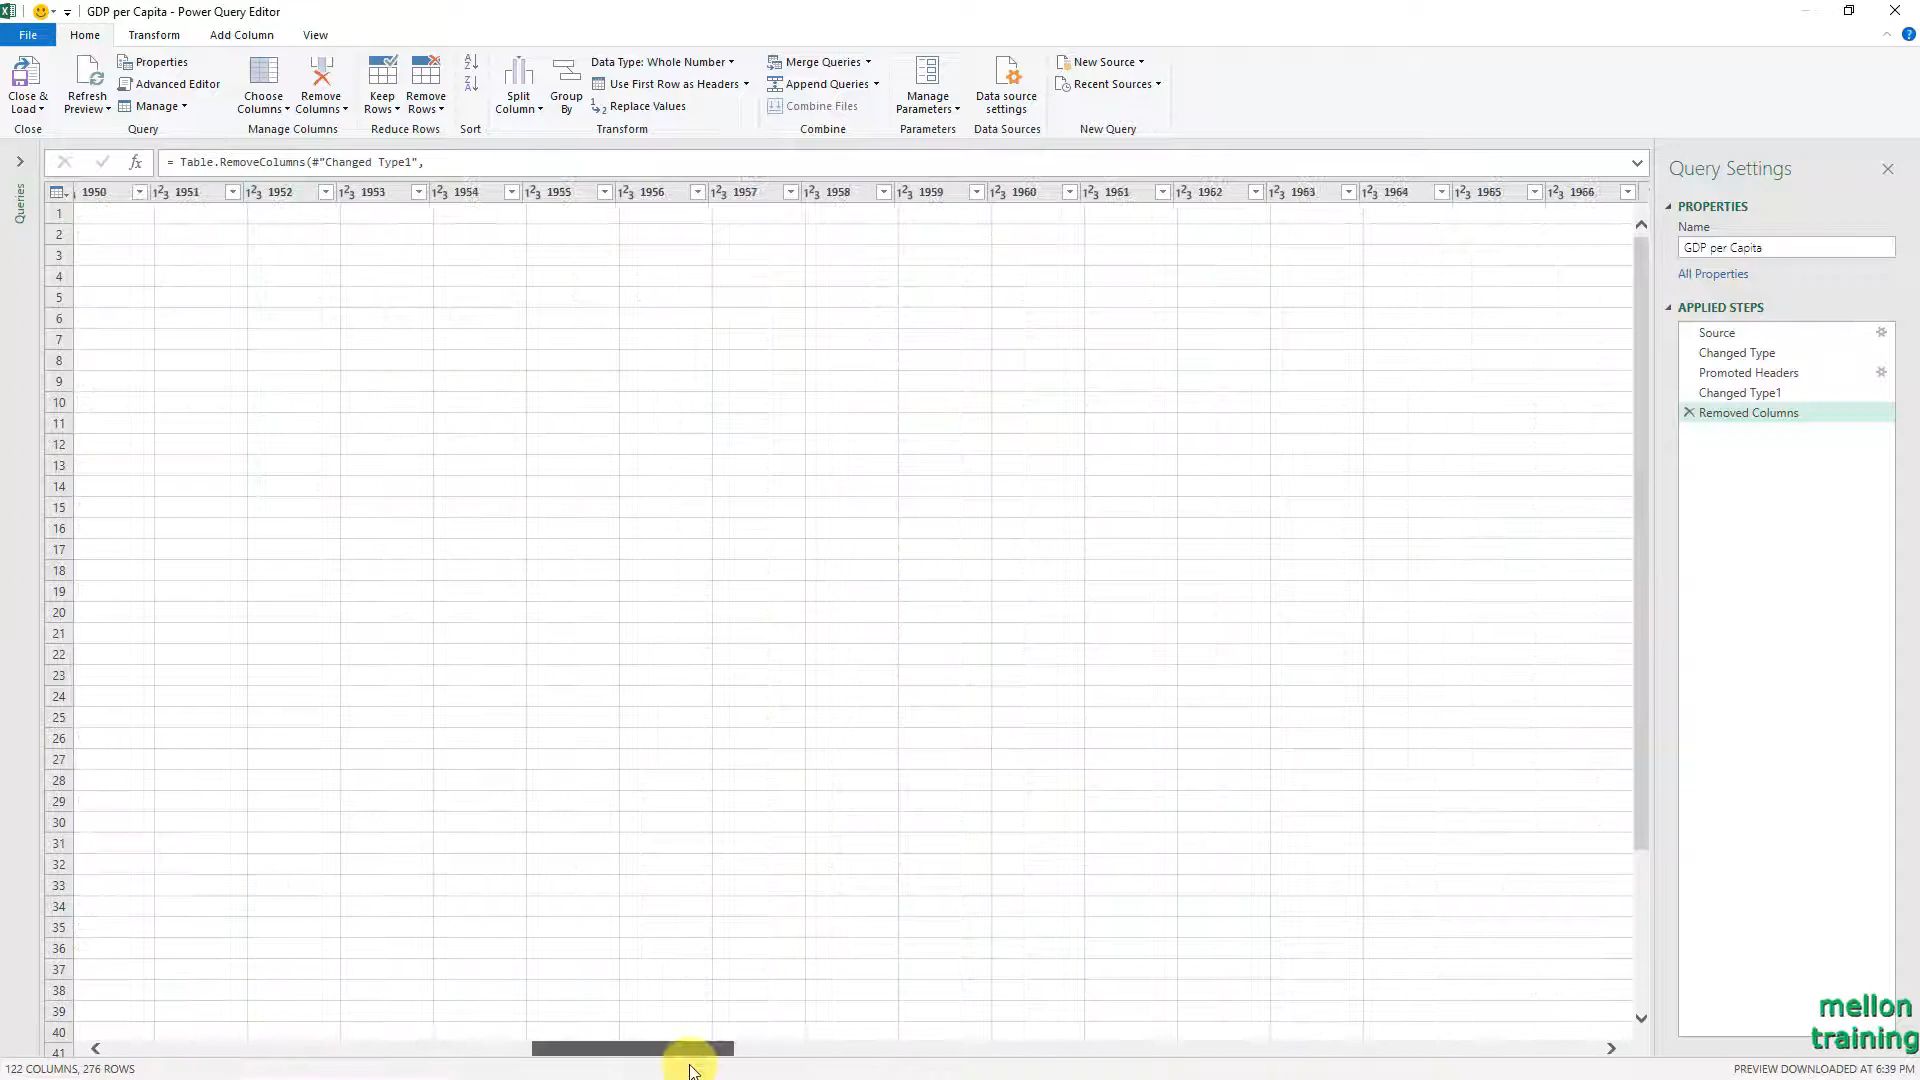 GDP per Capita - Power Query Editor
File Home Transform Add Column View
Close & Load
Close
Refresh Preview
Properties
Advanced Editor
Manage
Query
Choose Columns
Remove Columns
Manage Columns
Keep Rows
Remove Rows
Reduce Rows
Sort
Split Column
Group By
Data Type: Whole Number
Use First Row as Headers
Replace Values
Transform
Merge Queries
Append Queries
Combine Files
Combine
Manage Parameters
Parameters
Data source settings
Data Sources
New Source
Recent Sources
New Query
Queries
fx = Table.RemoveColumns(#"Changed Type1",
1950 1951 1952 1953 1954 1955 1956 1957 1958 1959 1960 1961 1962 1963 1964 1965 1966
1
2
3
4
5
6
7
8
9
10
11
12
13
14
15
16
17
18
19
20
21
22
23
24
25
26
27
28
29
30
31
32
33
34
35
36
37
38
39
40
41
Query Settings
PROPERTIES
Name
GDP per Capita
All Properties
APPLIED STEPS
Source
Changed Type
Promoted Headers
Changed Type1
Removed Columns
mellon
training
122 COLUMNS, 276 ROWS
PREVIEW DOWNLOADED AT 6:39 PM